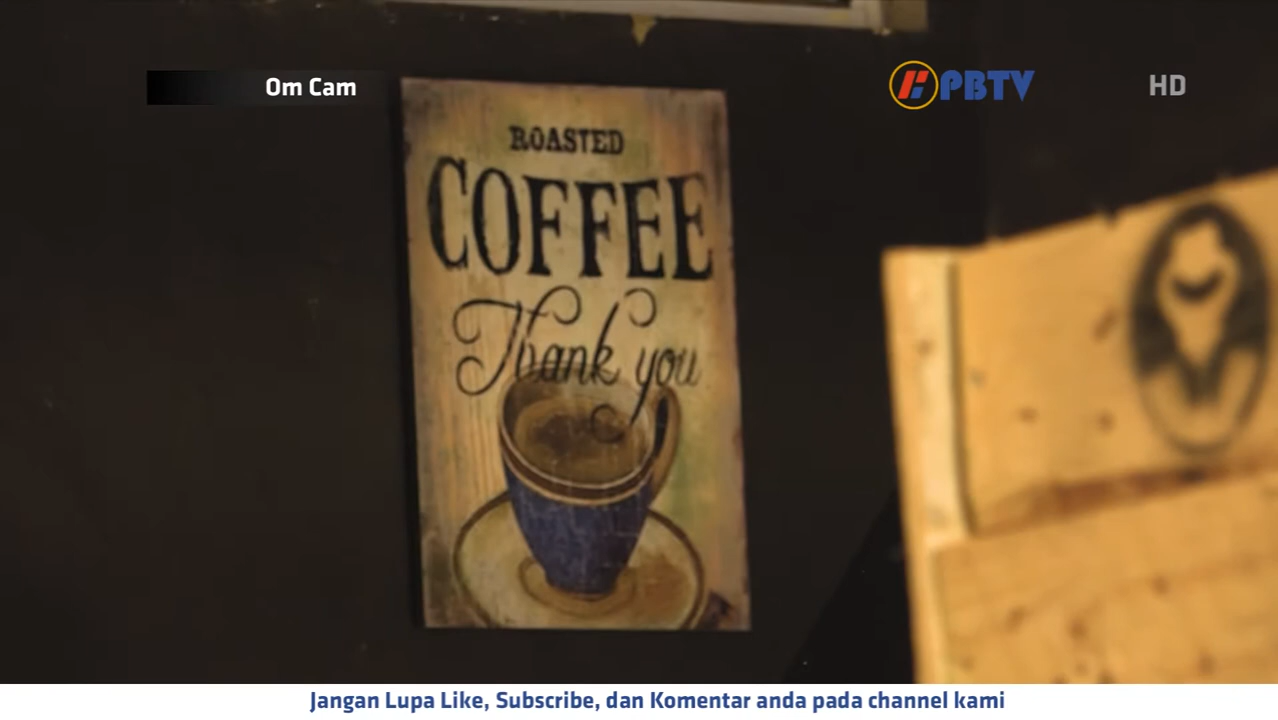 Om Cam
PBTV
HD
ROASTED
COFFEE
Thank you
Jangan Lupa Like, Subscribe, dan Komentar anda pada channel kami